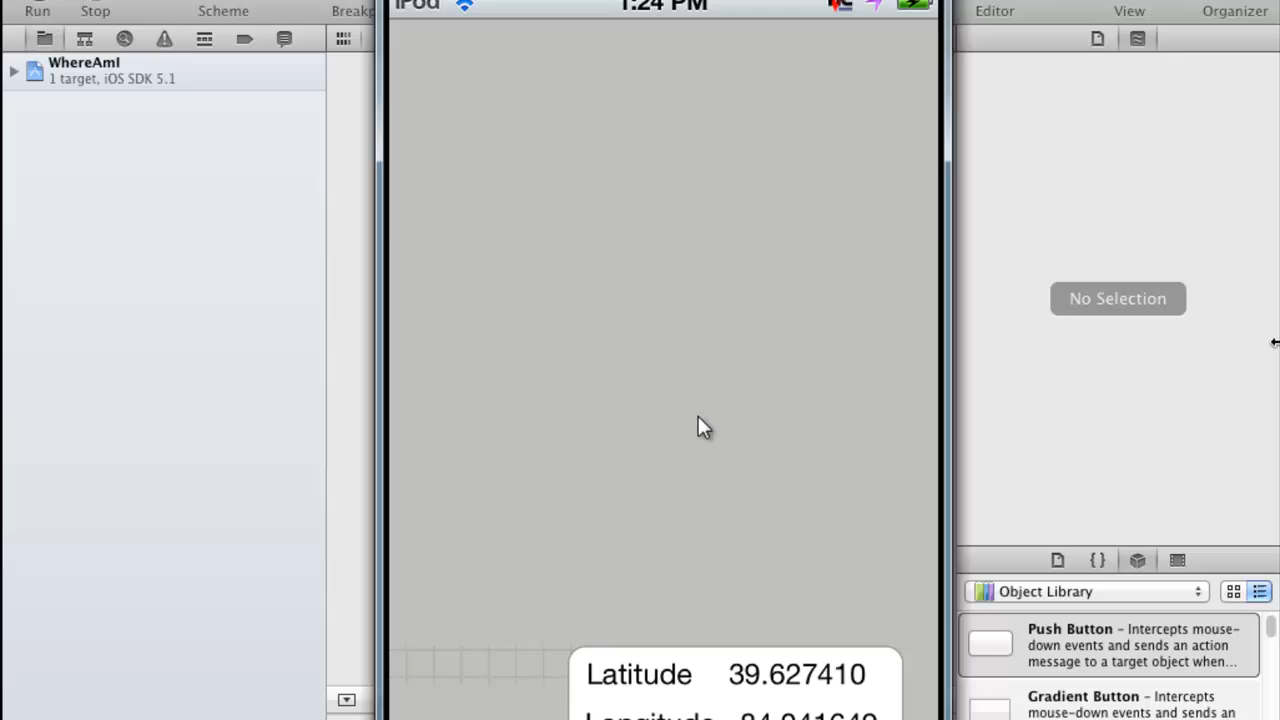 iPod 1:24 PM
Run Stop Scheme Breakp
Editor View Organizer
WhereAmI
1 target, iOS SDK 5.1
No Selection
Object Library
Push Button – Intercepts mouse-
down events and sends an action
message to a target object when...
Latitude 39.627410
Longitude
Gradient Button – Intercepts
mouse-down events and sends an